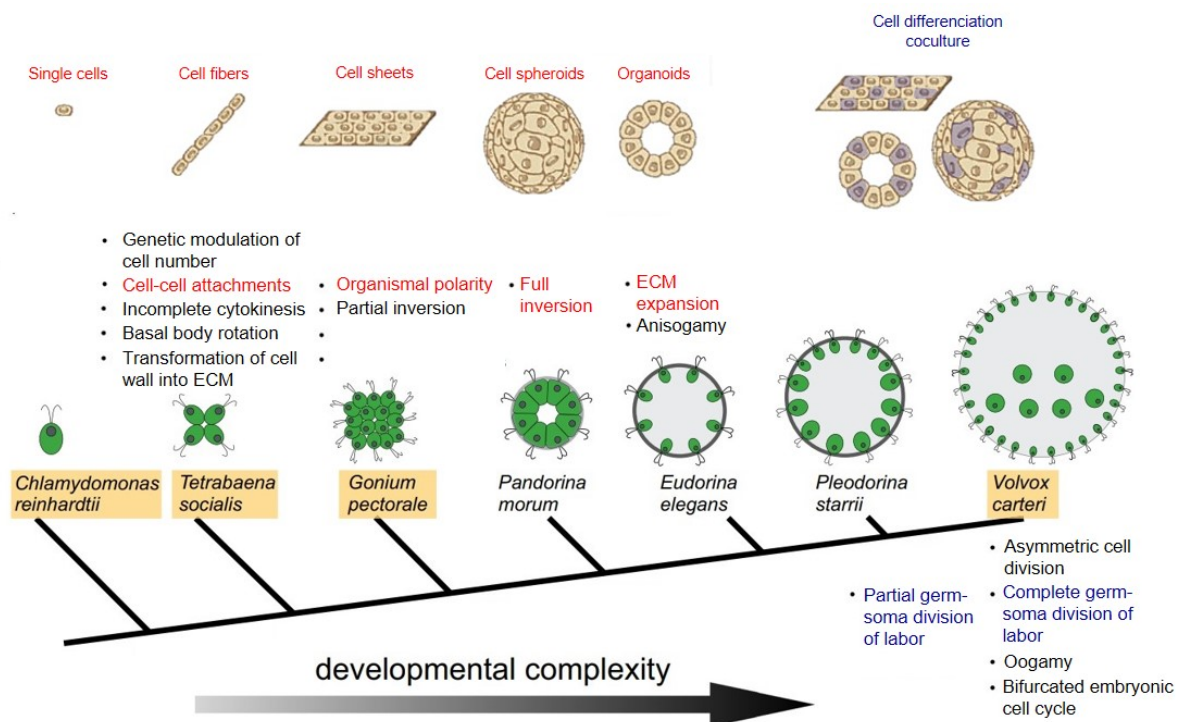 Cell differenciation
coculture
Single cells
Cell fibers
Cell sheets
Cell spheroids
Organoids
• Genetic modulation of
cell number
• Cell-cell attachments
• Incomplete cytokinesis
• Basal body rotation
• Transformation of cell
wall into ECM
• Organismal polarity
• Partial inversion
•
•
• Full
inversion
• ECM
expansion
• Anisogamy
Chlamydomonas
reinhardtii
Tetrabaena
socialis
Gonium
pectorale
Pandorina
morum
Eudorina
elegans
Pleodorina
starrii
Volvox
carteri
• Partial germ-
soma division
of labor
• Asymmetric cell
division
• Complete germ-
soma division of
labor
• Oogamy
• Bifurcated embryonic
cell cycle
developmental complexity